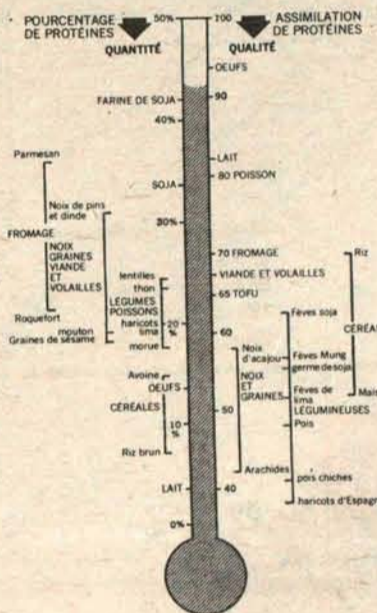 POURCENTAGE
DE PROTÉINES
QUANTITÉ
50%
100
ASSIMILATION
DE PROTÉINES
QUALITÉ
OEUFS
FARINE DE SOJA
90
40%
Parmesan
LAIT
80 POISSON
SOJA
Noix de pins
et dinde
30%
FROMAGE
NOIX
GRAINES
VIANDE
ET
VOLAILLES
70 FROMAGE
Riz
lentilles
VIANDE ET VOLAILLES
thon
65 TOFU
LÉGUMES
POISSONS
Roquefort
Fèves soja
haricots
lima
20
%
CÉRÉAL
mouton
60
Graines de sésame
morue
Noix
d'acajou
Fèves Mung
germe de soja
Avoine
OEUFS
NOIX
ET
GRAINES
Fèves de
lima
Maïs
CÉRÉALES
50
LÉGUMINEUSES
10
%
Pois
Riz brun
Arachides
pois chiches
LAIT
40
haricots d'Espagn
0%